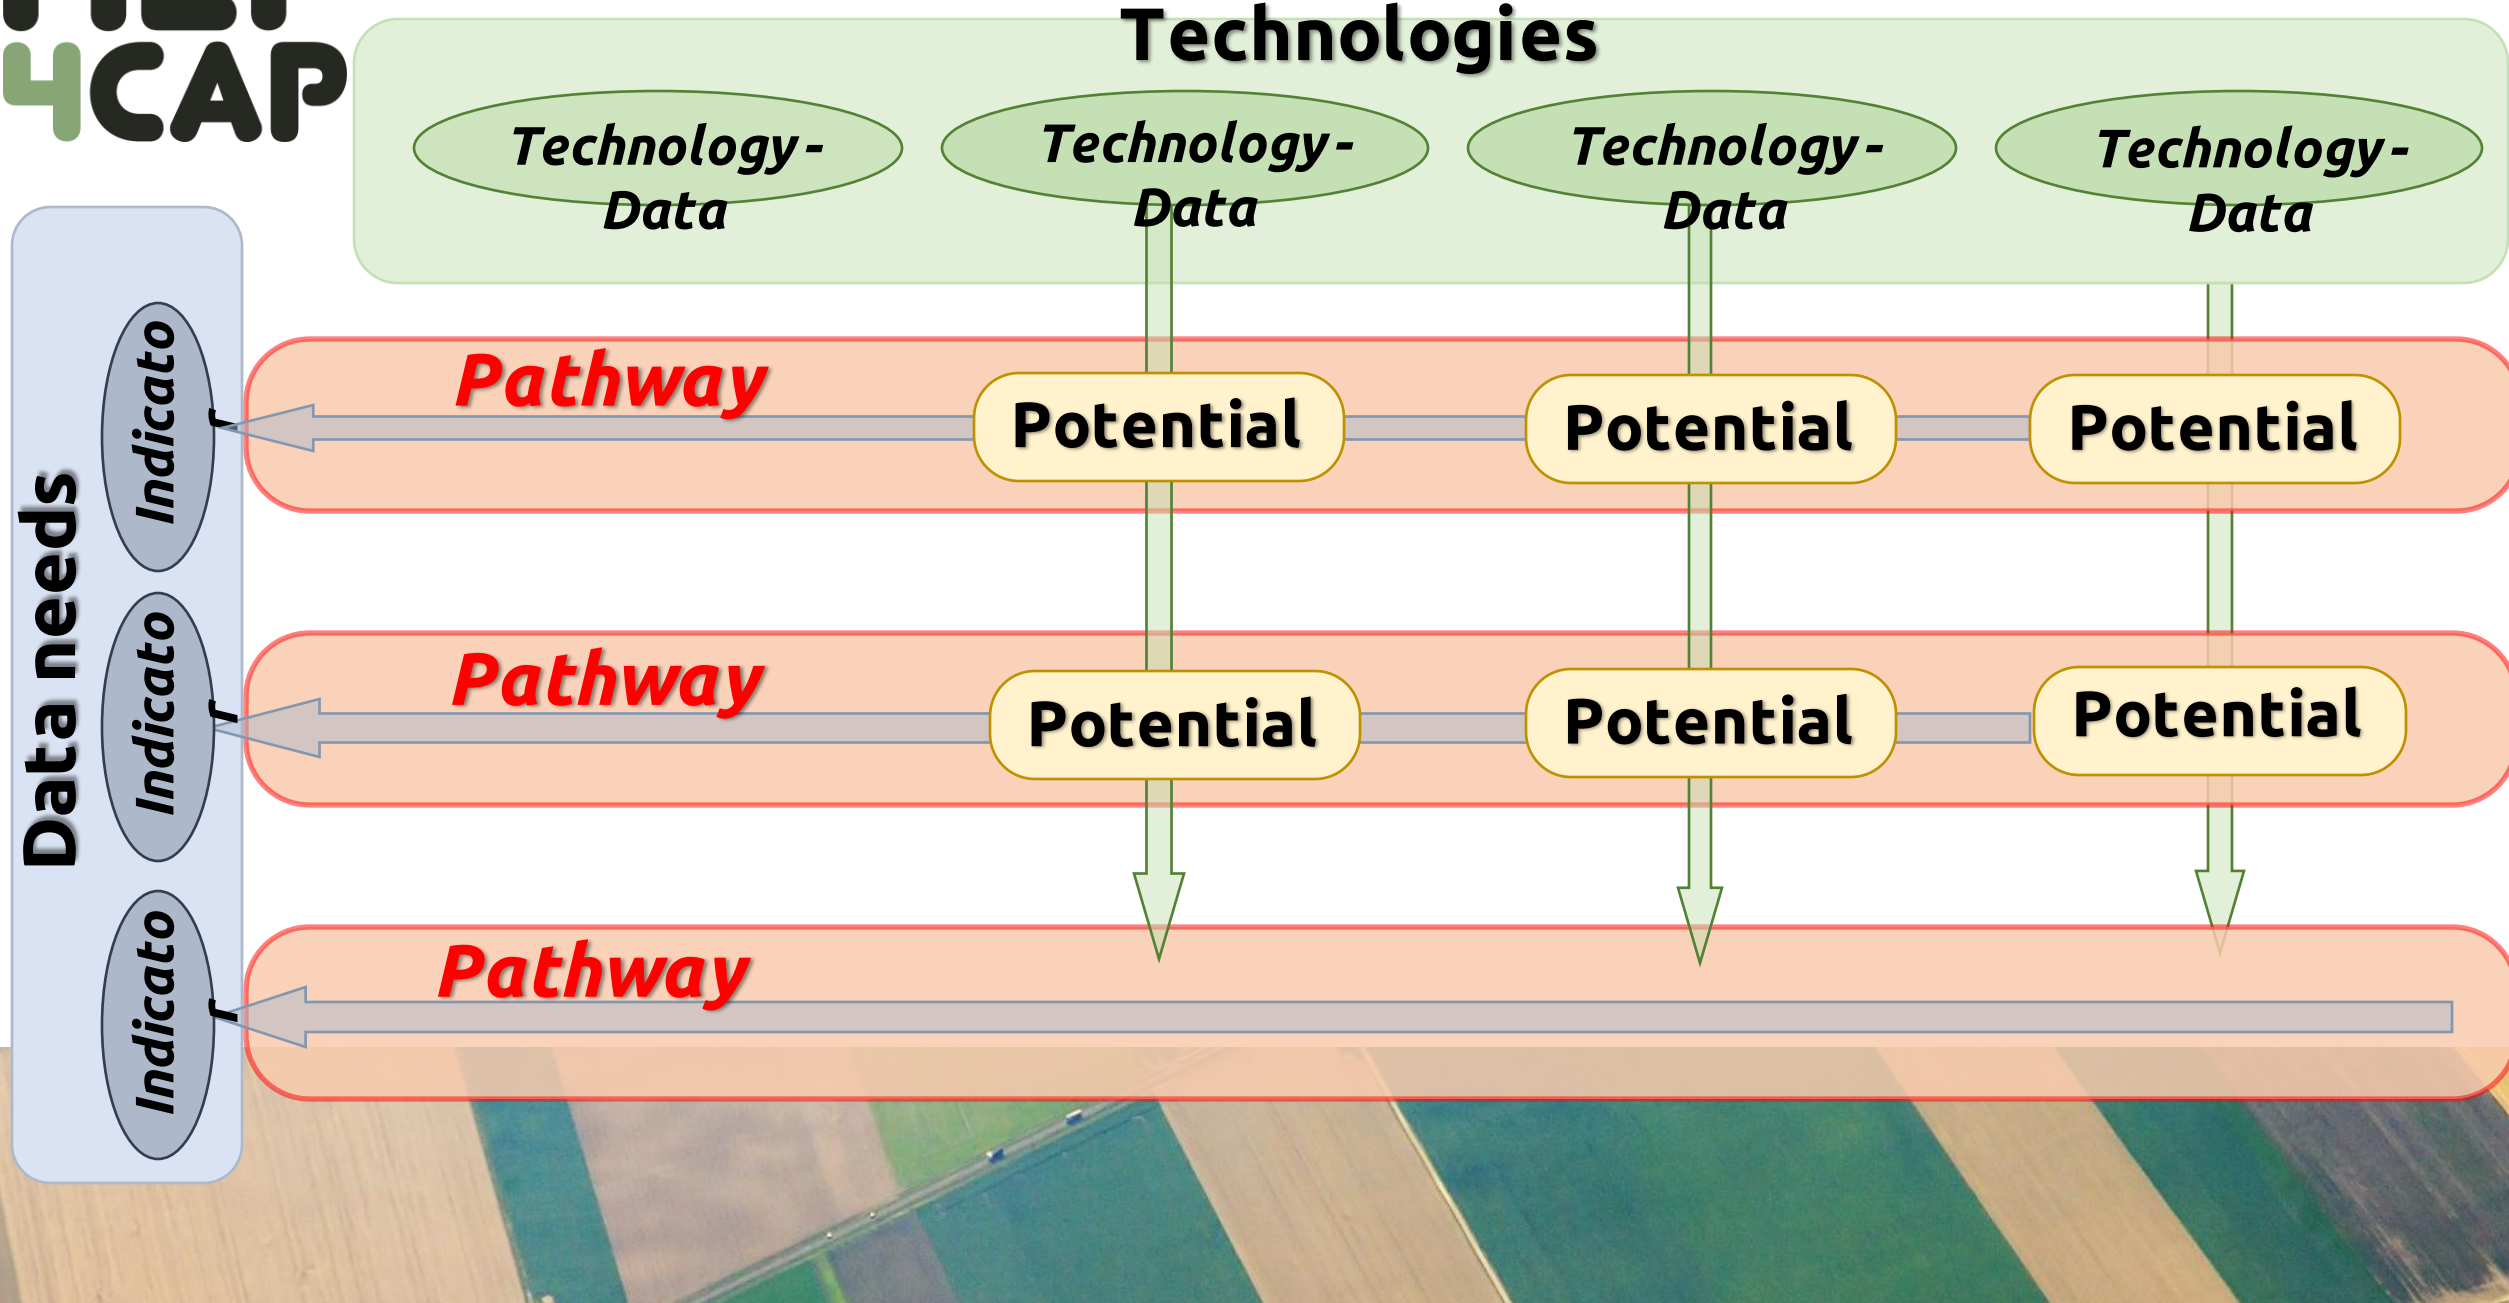 4CAP
Technologies
Technology-
Data
Technology-
Data
Technology-
Data
Technology-
Data
Data needs
Indicato
r
Pathway
Potential
Potential
Potential
Indicato
r
Pathway
Potential
Potential
Potential
Indicato
r
Pathway